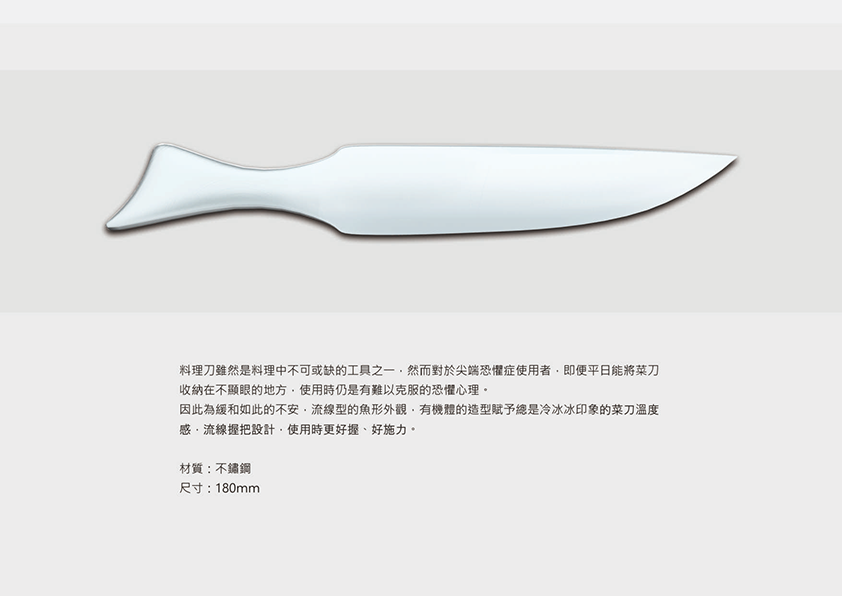 料理刀雖然是料理中不可或缺的工具之一，然而對於尖端恐懼症使用者，即便平日能將菜刀
收納在不顯眼的地方，使用時仍是有難以克服的恐懼心理。
因此為緩和如此的不安，流線型的魚形外觀，有機體的造型賦予總是冷冰冰印象的菜刀溫度
感，流線握把設計，使用時更好握、好施力。
材質：不鏽鋼
尺寸：180mm